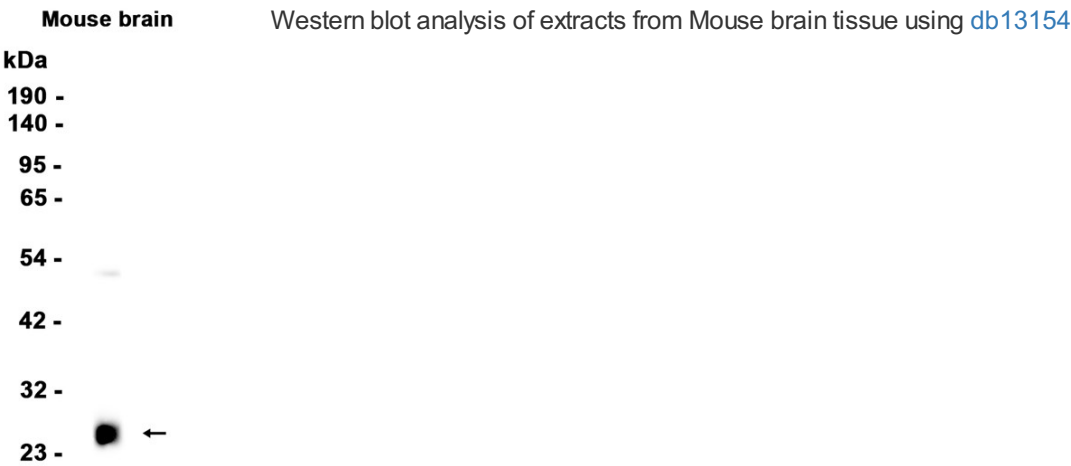 Mouse brain
Western blot analysis of extracts from Mouse brain tissue using db13154
kDa
190 -
140 -
95 -
65 -
54 -
42 -
32 -
23 -